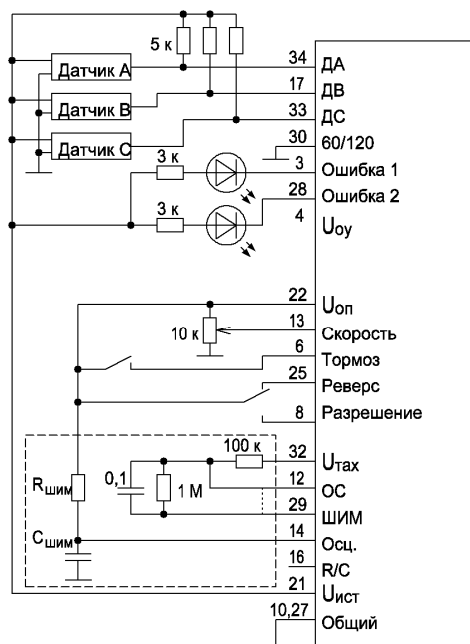 5 к
34
ДА
Датчик A
17
ДВ
Датчик B
33
ДС
Датчик C
30
60/120
3 к
3
Ошибка 1
28
Ошибка 2
3 к
4
Uоу
22
Uоп
10 к
13
Скорость
6
Тормоз
25
Реверс
8
Разрешение
100 к
32
Uтах
Rшим
0,1
1 М
12
ОС
29
ШИМ
Cшим
14
Осц.
16
R/C
21
Uист
10,27
Общий